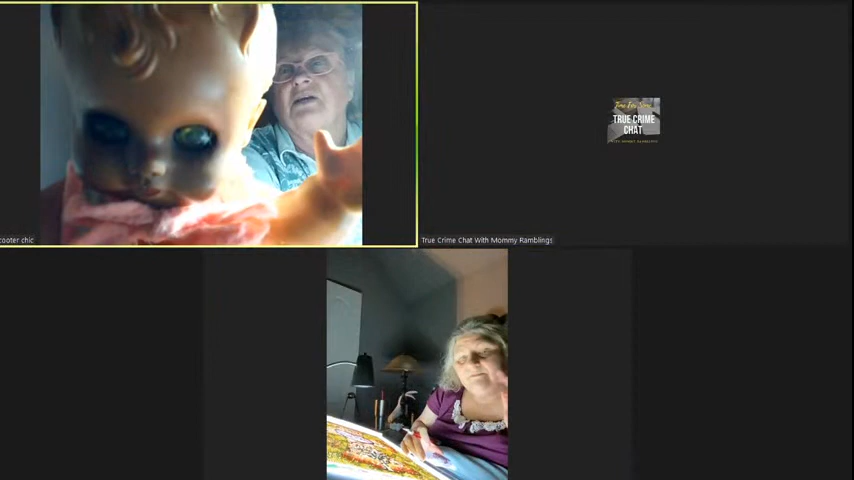 TRUE CRIME
CHAT
cooter chic
True Crime Chat With Mommy Ramblings